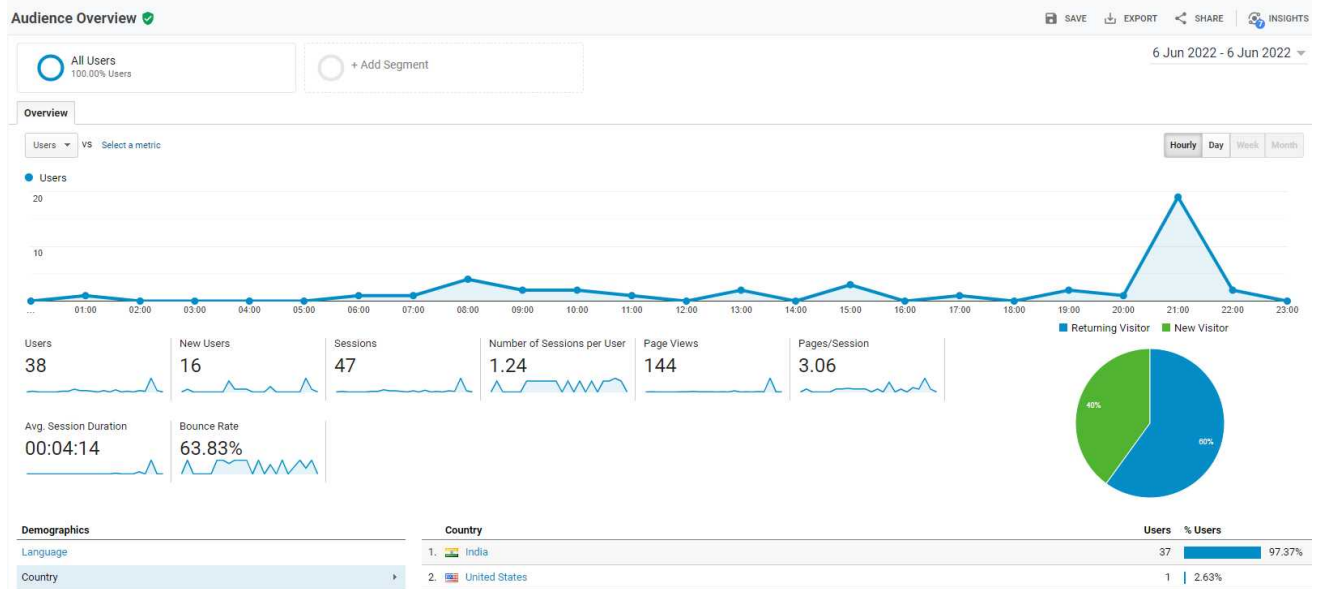 Audience Overview
SAVE EXPORT SHARE 7 INSIGHTS
All Users
100.00% Users
+ Add Segment
6 Jun 2022 - 6 Jun 2022
Overview
Users VS Select a metric
Hourly Day Week Month
Users
20
10
... 01:00 02:00 03:00 04:00 05:00 06:00 07:00 08:00 09:00 10:00 11:00 12:00 13:00 14:00 15:00 16:00 17:00 18:00 19:00 20:00 21:00 22:00 23:00
Returning Visitor New Visitor
Users New Users Sessions Number of Sessions per User Page Views Pages/Session
38 16 47 1.24 144 3.06
40%
60%
Avg. Session Duration Bounce Rate
00:04:14 63.83%
Demographics Country Users % Users
Language 1. India 37 97.37%
Country 2. United States 1 2.63%